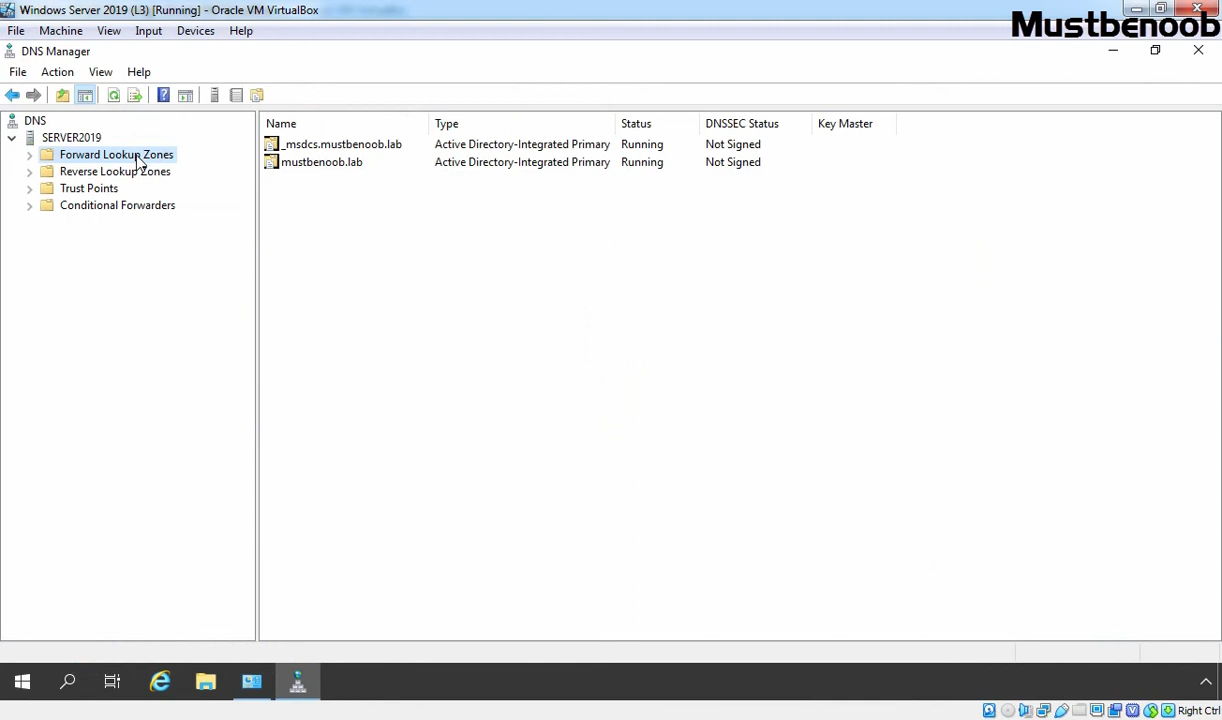 Windows Server 2019 (L3) [Running] - Oracle VM VirtualBox
Mustbenoob
File Machine View Input Devices Help
DNS Manager
File Action View Help
DNS
SERVER2019
Forward Lookup Zones
Reverse Lookup Zones
Trust Points
Conditional Forwarders
Name Type Status DNSSEC Status Key Master
_msdcs.mustbenoob.lab Active Directory-Integrated Primary Running Not Signed
mustbenoob.lab Active Directory-Integrated Primary Running Not Signed
Right Ctrl